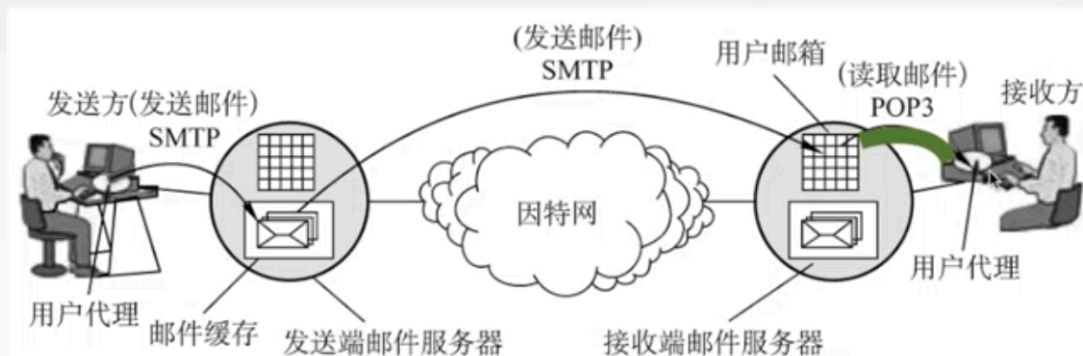 (发送邮件)
SMTP
用户邮箱
(读取邮件)
POP3
接收方
发送方(发送邮件)
SMTP
因特网
用户代理
邮件缓存
发送端邮件服务器
接收端邮件服务器
用户代理